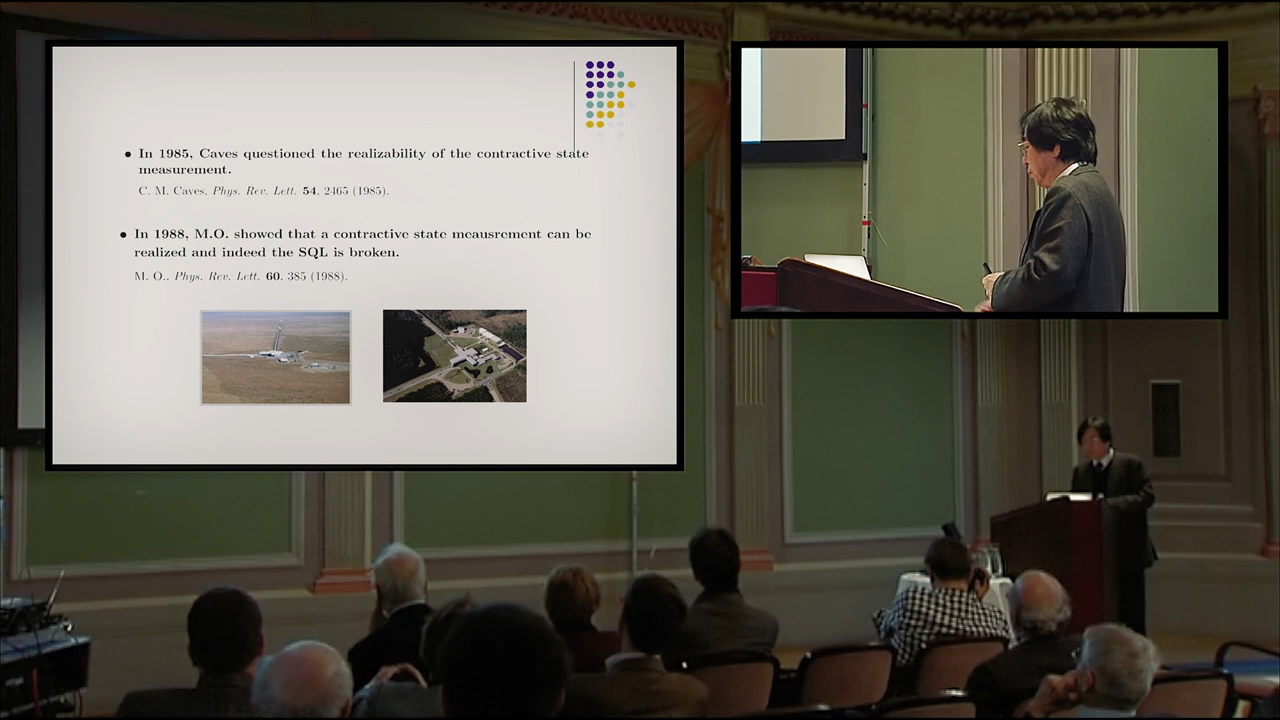 • In 1985, Caves questioned the realizability of the contractive state
measurement.
C. M. Caves, Phys. Rev. Lett. 54, 2465 (1985).
• In 1988, M.O. showed that a contractive state meausrement can be
realized and indeed the SQL is broken.
M. O., Phys. Rev. Lett. 60, 385 (1988).